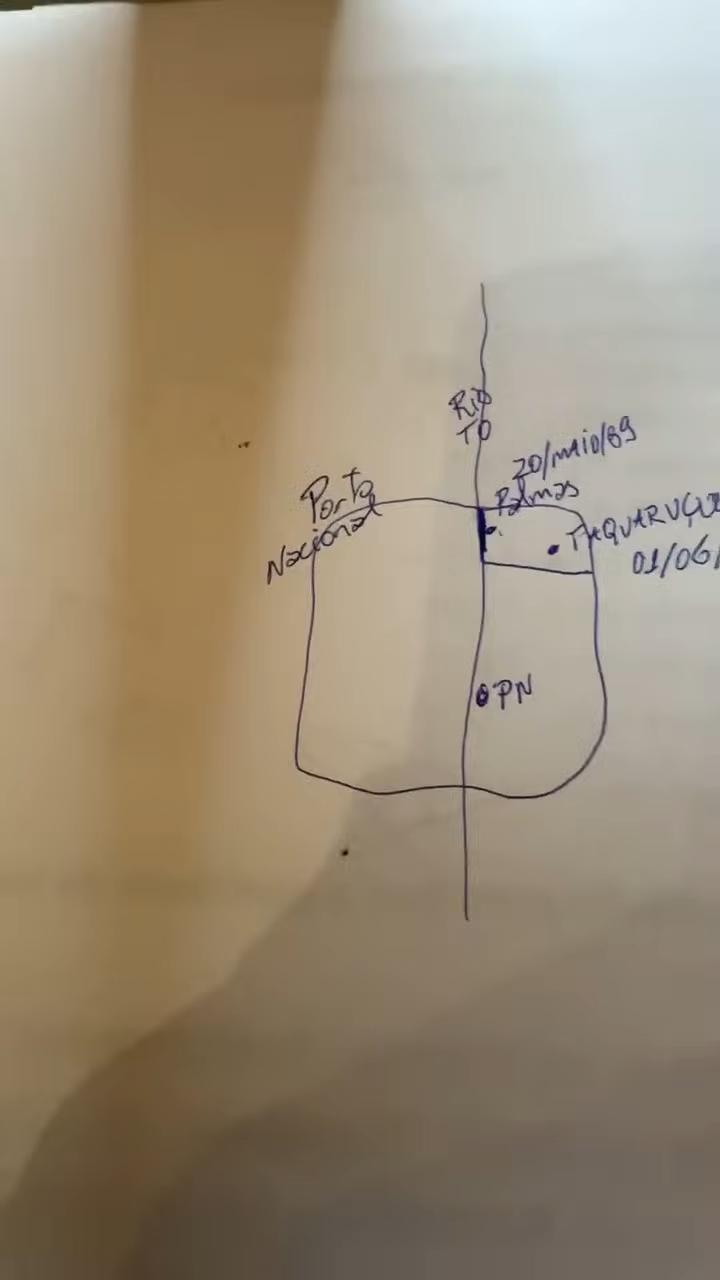 RIO
TO
20/MAIO/89
Palmas
Porto
Nacional
TAQUARUÇU
01/06/
PN